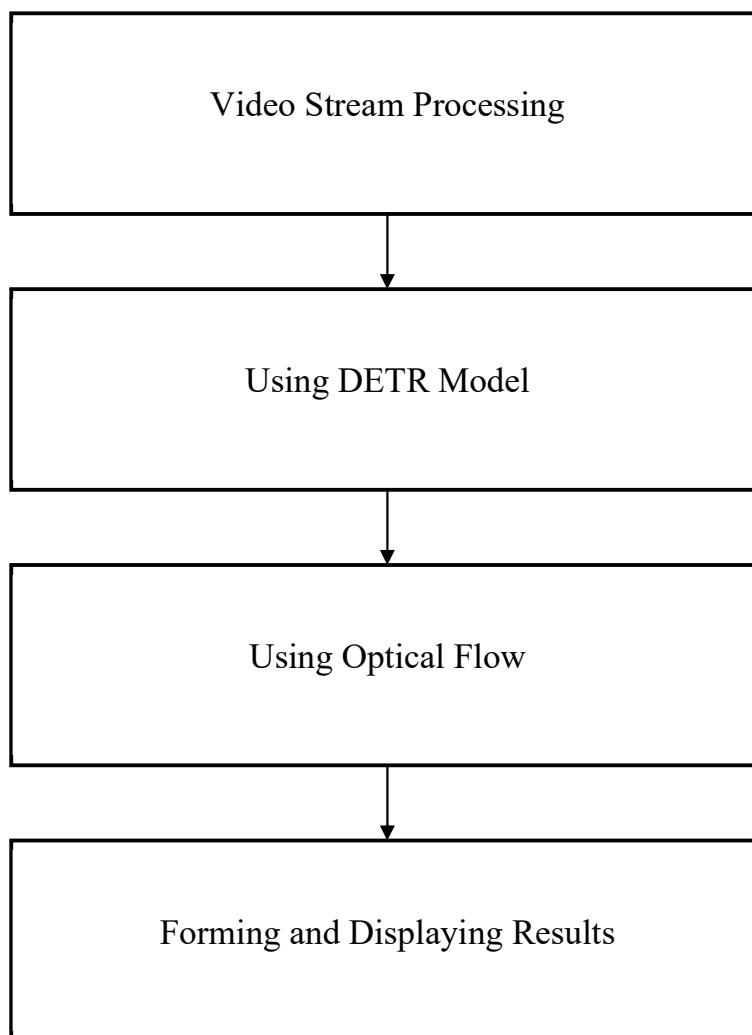 Video Stream Processing
Using DETR Model
Using Optical Flow
Forming and Displaying Results